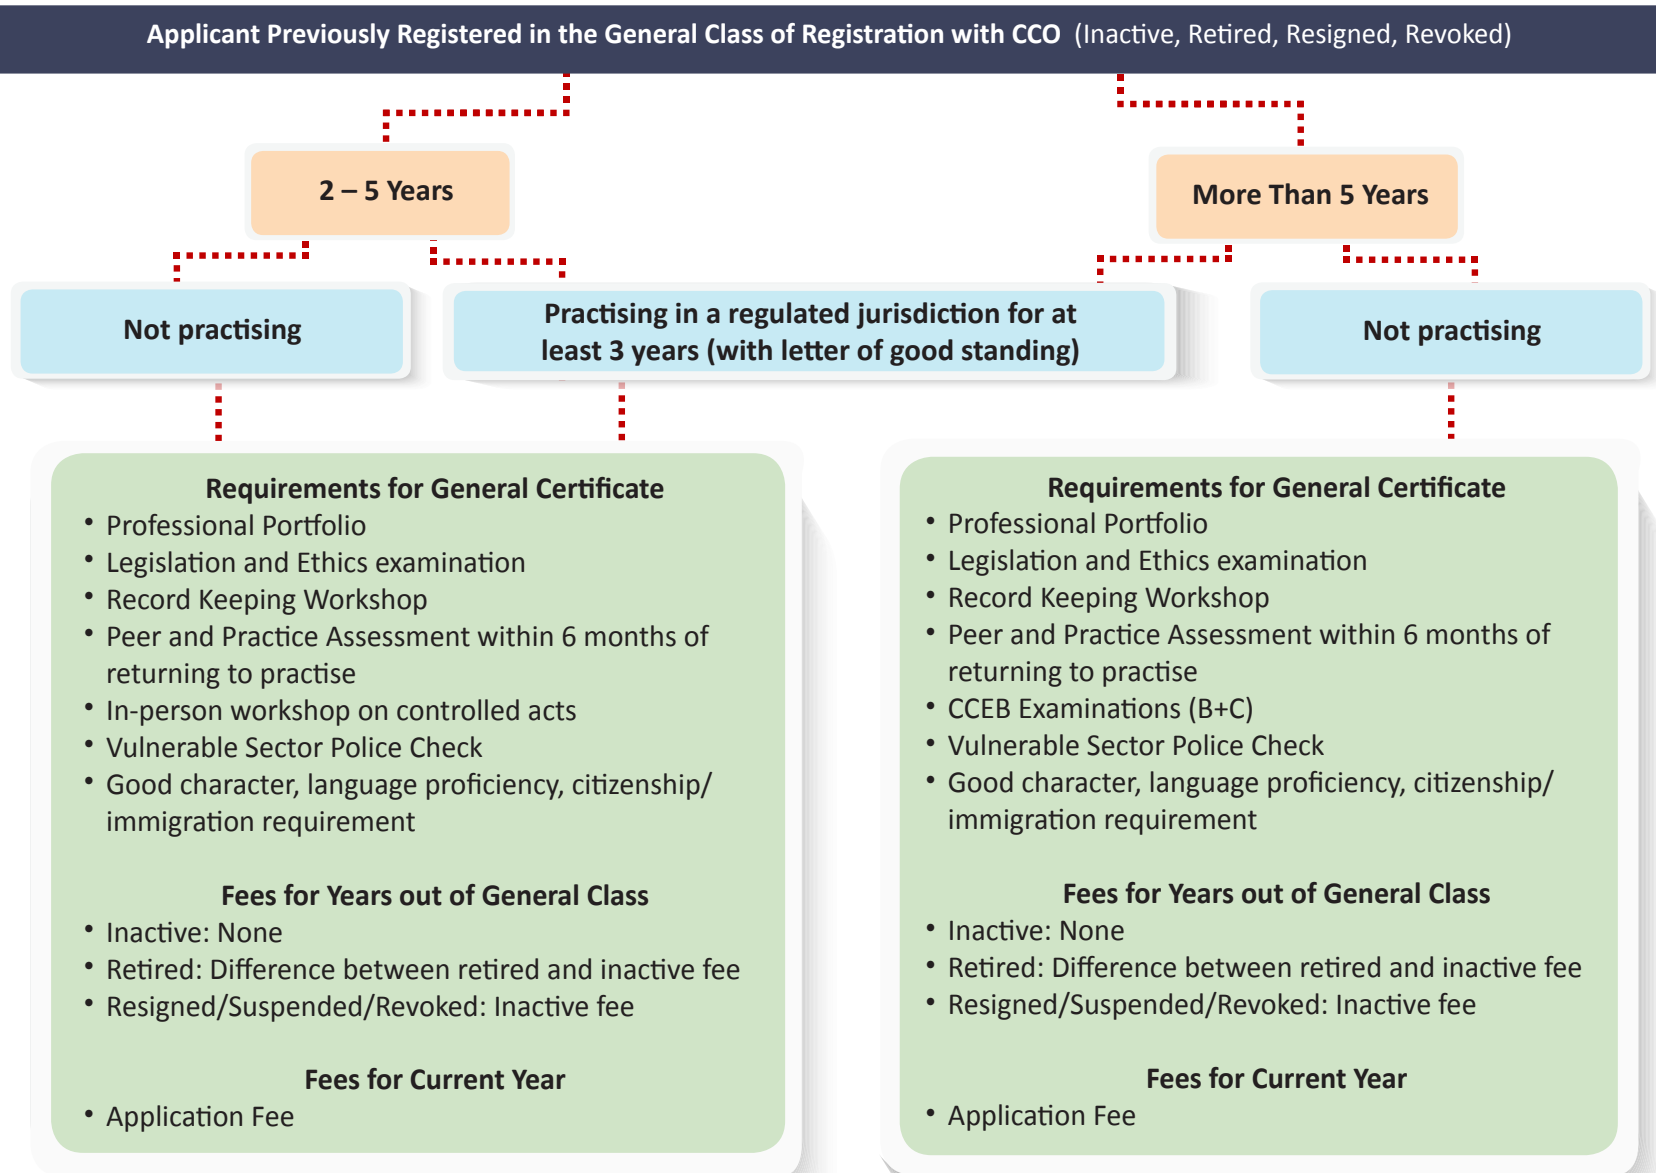 Applicant Previously Registered in the General Class of Registration with CCO (Inactive, Retired, Resigned, Revoked)
2 – 5 Years
More Than 5 Years
Not practising
Practising in a regulated jurisdiction for at
least 3 years (with letter of good standing)
Not practising
Requirements for General Certificate
• Professional Portfolio
• Legislation and Ethics examination
• Record Keeping Workshop
• Peer and Practice Assessment within 6 months of
returning to practise
• In-person workshop on controlled acts
• Vulnerable Sector Police Check
• Good character, language proficiency, citizenship/
immigration requirement
Fees for Years out of General Class
• Inactive: None
• Retired: Difference between retired and inactive fee
• Resigned/Suspended/Revoked: Inactive fee
Fees for Current Year
• Application Fee
Requirements for General Certificate
• Professional Portfolio
• Legislation and Ethics examination
• Record Keeping Workshop
• Peer and Practice Assessment within 6 months of
returning to practise
• CCEB Examinations (B+C)
• Vulnerable Sector Police Check
• Good character, language proficiency, citizenship/
immigration requirement
Fees for Years out of General Class
• Inactive: None
• Retired: Difference between retired and inactive fee
• Resigned/Suspended/Revoked: Inactive fee
Fees for Current Year
• Application Fee